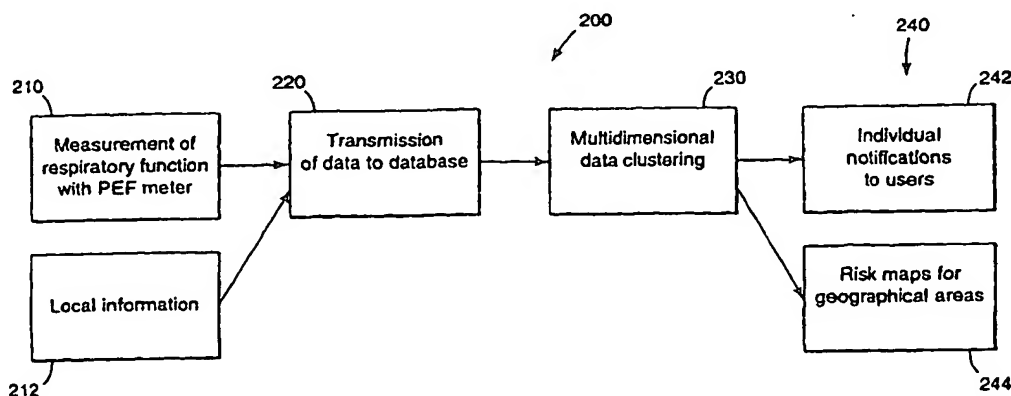 200
240
210
220
230
242
Measurement of
respiratory function
with PEF meter
Transmission
of data to database
Multidimensional
data clustering
Individual
notifications
to users
Local information
Risk maps for
geographical areas
212
244